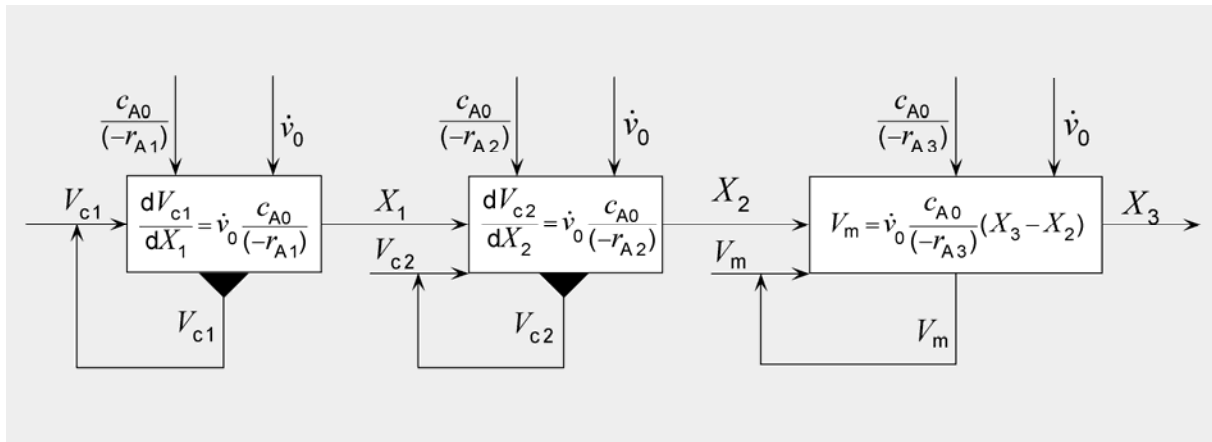 c_A0/(−r_A1) v̇_0
c_A0/(−r_A2) v̇_0
c_A0/(−r_A3) v̇_0
V_c1
dV_c1/dX_1 = v̇_0 c_A0/(−r_A1)
X_1
V_c2
dV_c2/dX_2 = v̇_0 c_A0/(−r_A2)
X_2
V_m
V_m = v̇_0 c_A0/(−r_A3) (X_3 − X_2)
X_3
V_c1
V_c2
V_m